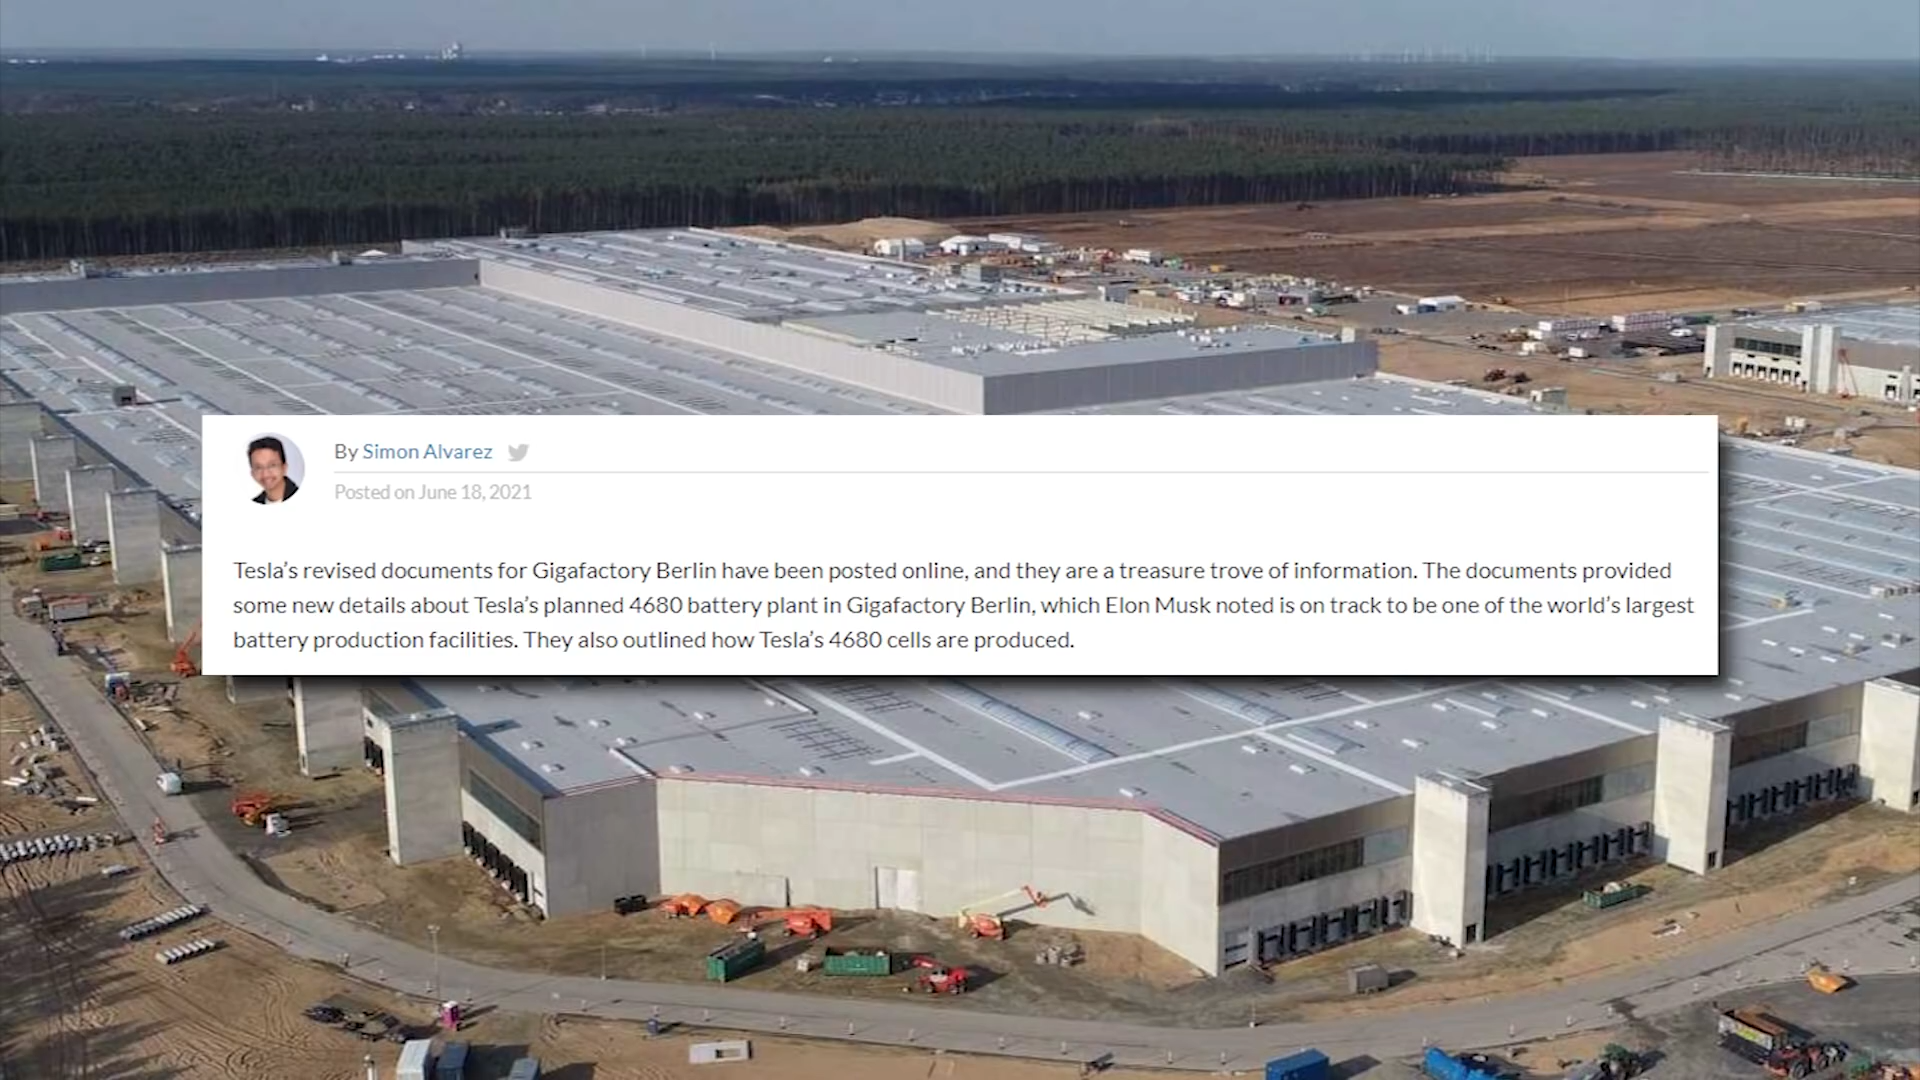 By Simon Alvarez
Posted on June 18, 2021
Tesla's revised documents for Gigafactory Berlin have been posted online, and they are a treasure trove of information. The documents provided
some new details about Tesla's planned 4680 battery plant in Gigafactory Berlin, which Elon Musk noted is on track to be one of the world's largest
battery production facilities. They also outlined how Tesla's 4680 cells are produced.